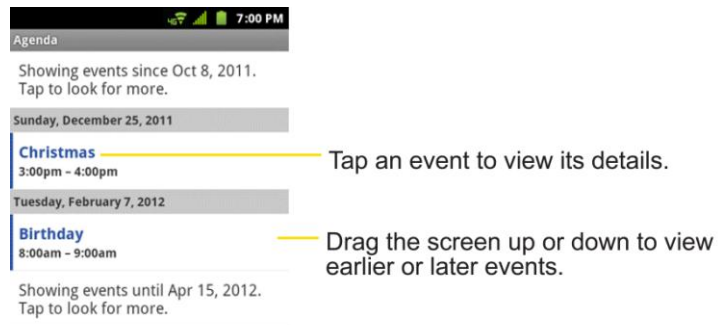 7:00 PM
Agenda
Showing events since Oct 8, 2011.
Tap to look for more.
Sunday, December 25, 2011
Christmas
3:00pm – 4:00pm
Tap an event to view its details.
Tuesday, February 7, 2012
Birthday
8:00am – 9:00am
Drag the screen up or down to view
earlier or later events.
Showing events until Apr 15, 2012.
Tap to look for more.